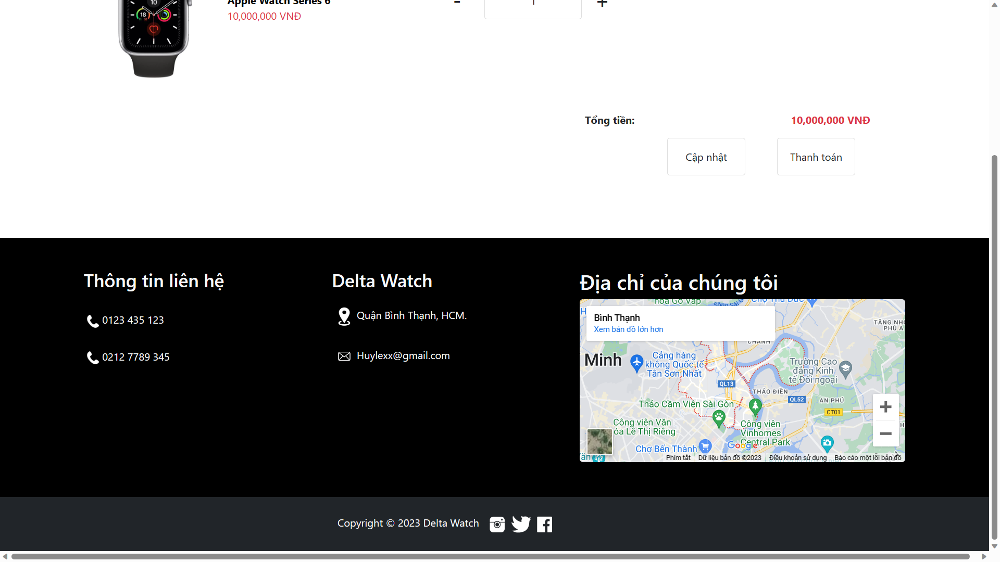 Apple Watch Series 6
-
1
+
10,000,000 VNĐ
10
18
Tổng tiền:
10,000,000 VNĐ
Cập nhật
Thanh toán
Thông tin liên hệ
0123 435 123
0212 7789 345
Delta Watch
Quận Bình Thạnh, HCM.
Huylexx@gmail.com
Địa chỉ của chúng tôi
Bình Thạnh
Xem bản đồ lớn hơn
CHÁNH
TĂNG NHƠ
PHÚ A
Minh
Cảng hàng
không Quốc tế
Tân Sơn Nhất
Trường Cao
đẳng Kinh
tế Đối ngoại
QL13
THẢO ĐIỀN
QL52
AN PHÚ
CT01
Thảo Cầm Viên Sài Gòn
Công viên Văn
óa Lê Thị Riêng
Công viên
Vinhomes
Central Park
Chợ Bến Thành
Google
+
−
Phím tắt
Dữ liệu bản đồ ©2023
Điều khoản sử dụng
Báo cáo một lỗi bản đồ
Copyright © 2023 Delta Watch